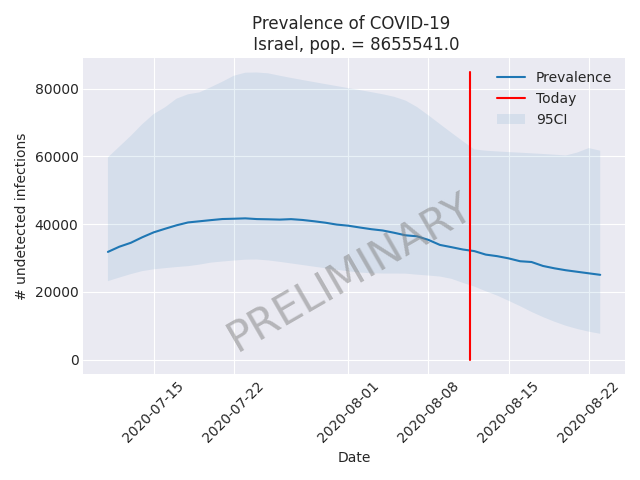 Prevalence of COVID-19
Israel, pop. = 8655541.0
Prevalence
Today
95CI
80000
60000
40000
20000
0
# undetected infections
PRELIMINARY
2020-07-15
2020-07-22
2020-08-01
2020-08-08
2020-08-15
2020-08-22
Date